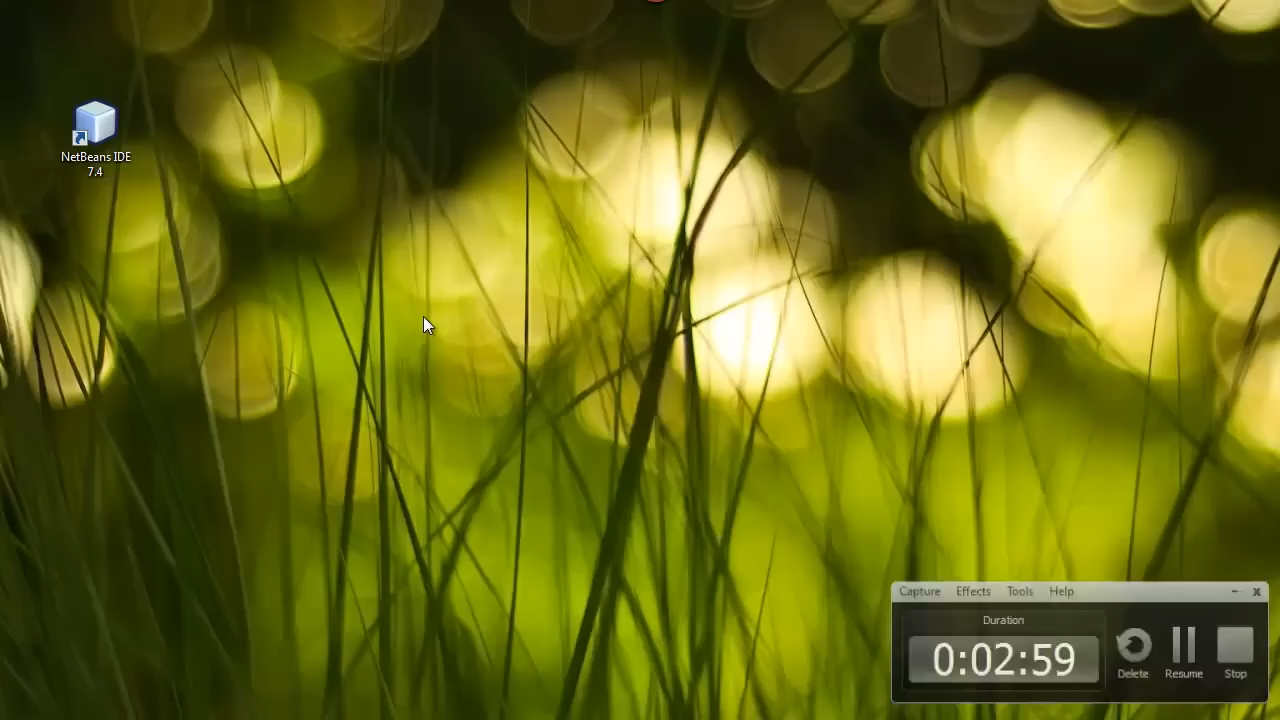 NetBeans IDE
7.4
Capture Effects Tools Help
Duration
0:02:59
Delete Resume Stop